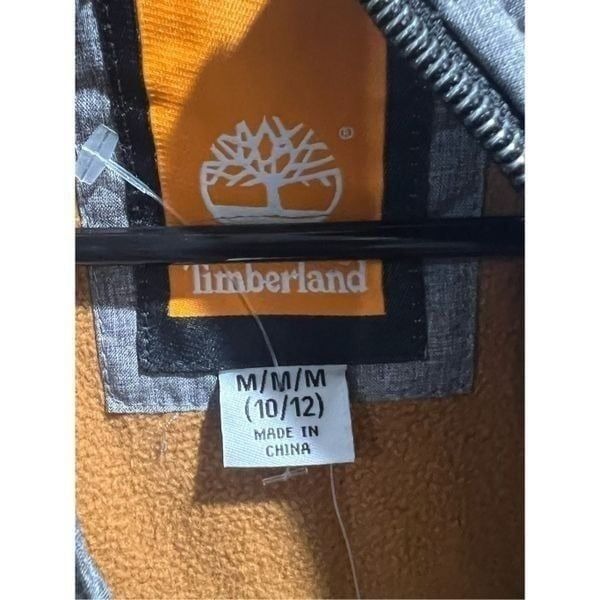 ®
Timberland
M/M/M
(10/12)
MADE IN
CHINA